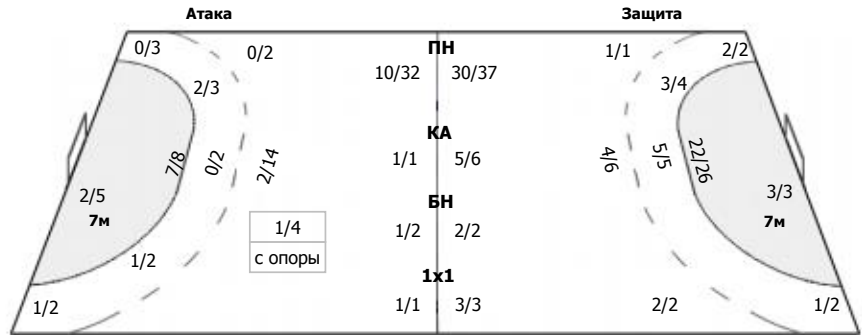 Атака Защита
0/3 0/2 ПН 1/1 2/2
10/32 30/37
2/3 3/4
КА
7/8 0/2 2/14 1/1 5/6 4/6 5/5 22/26
2/5 3/3
7м БН 7м
1/4 1/2 2/2
с опоры
1/2
1x1
1/2 1/1 3/3 2/2 1/2